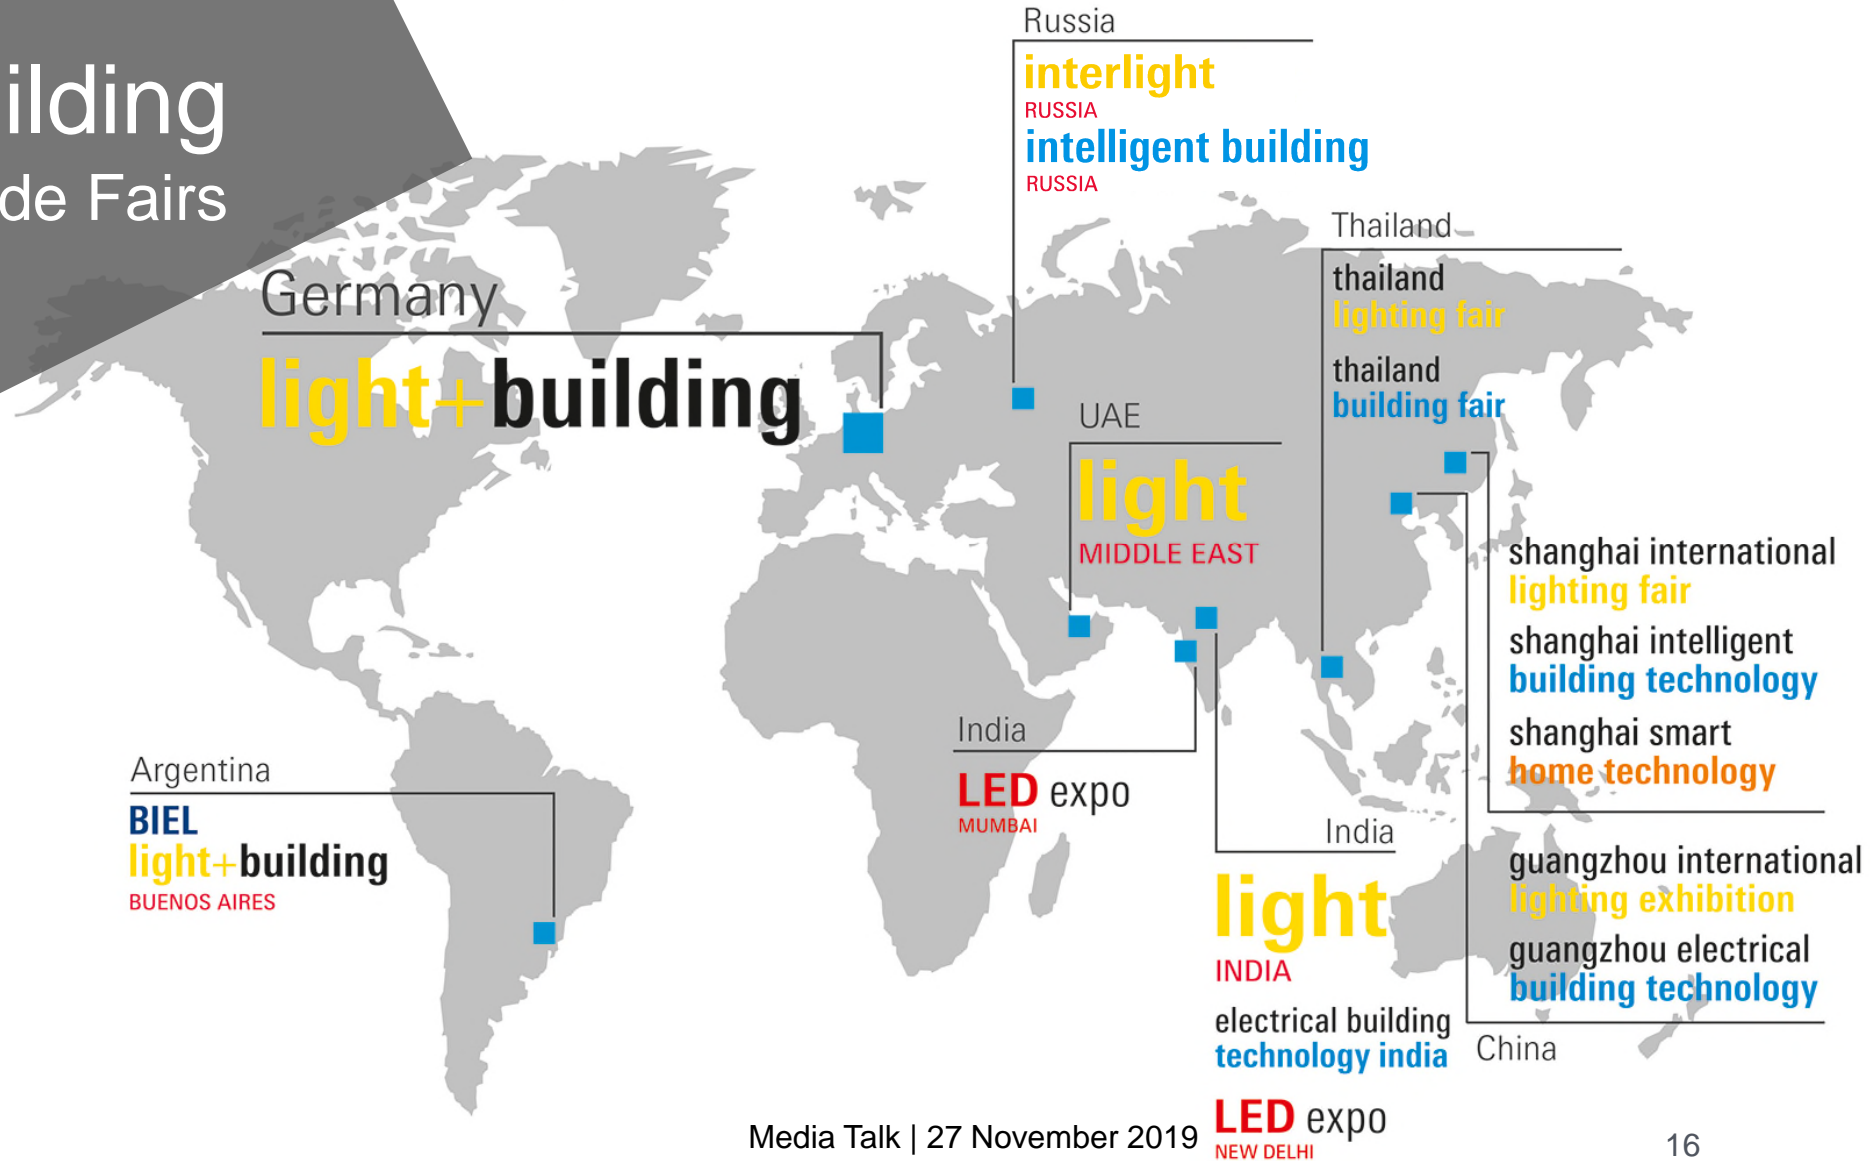 ilding
de Fairs
Russia
interlight
RUSSIA
intelligent building
RUSSIA
Thailand
thailand
lighting fair
thailand
building fair
Germany
light+building
UAE
light
MIDDLE EAST
shanghai international
lighting fair
shanghai intelligent
building technology
shanghai smart
home technology
India
LED expo
MUMBAI
Argentina
BIEL
light+building
BUENOS AIRES
India
light
INDIA
electrical building
technology india
LED expo
NEW DELHI
guangzhou international
lighting exhibition
guangzhou electrical
building technology
China
Media Talk | 27 November 2019
16